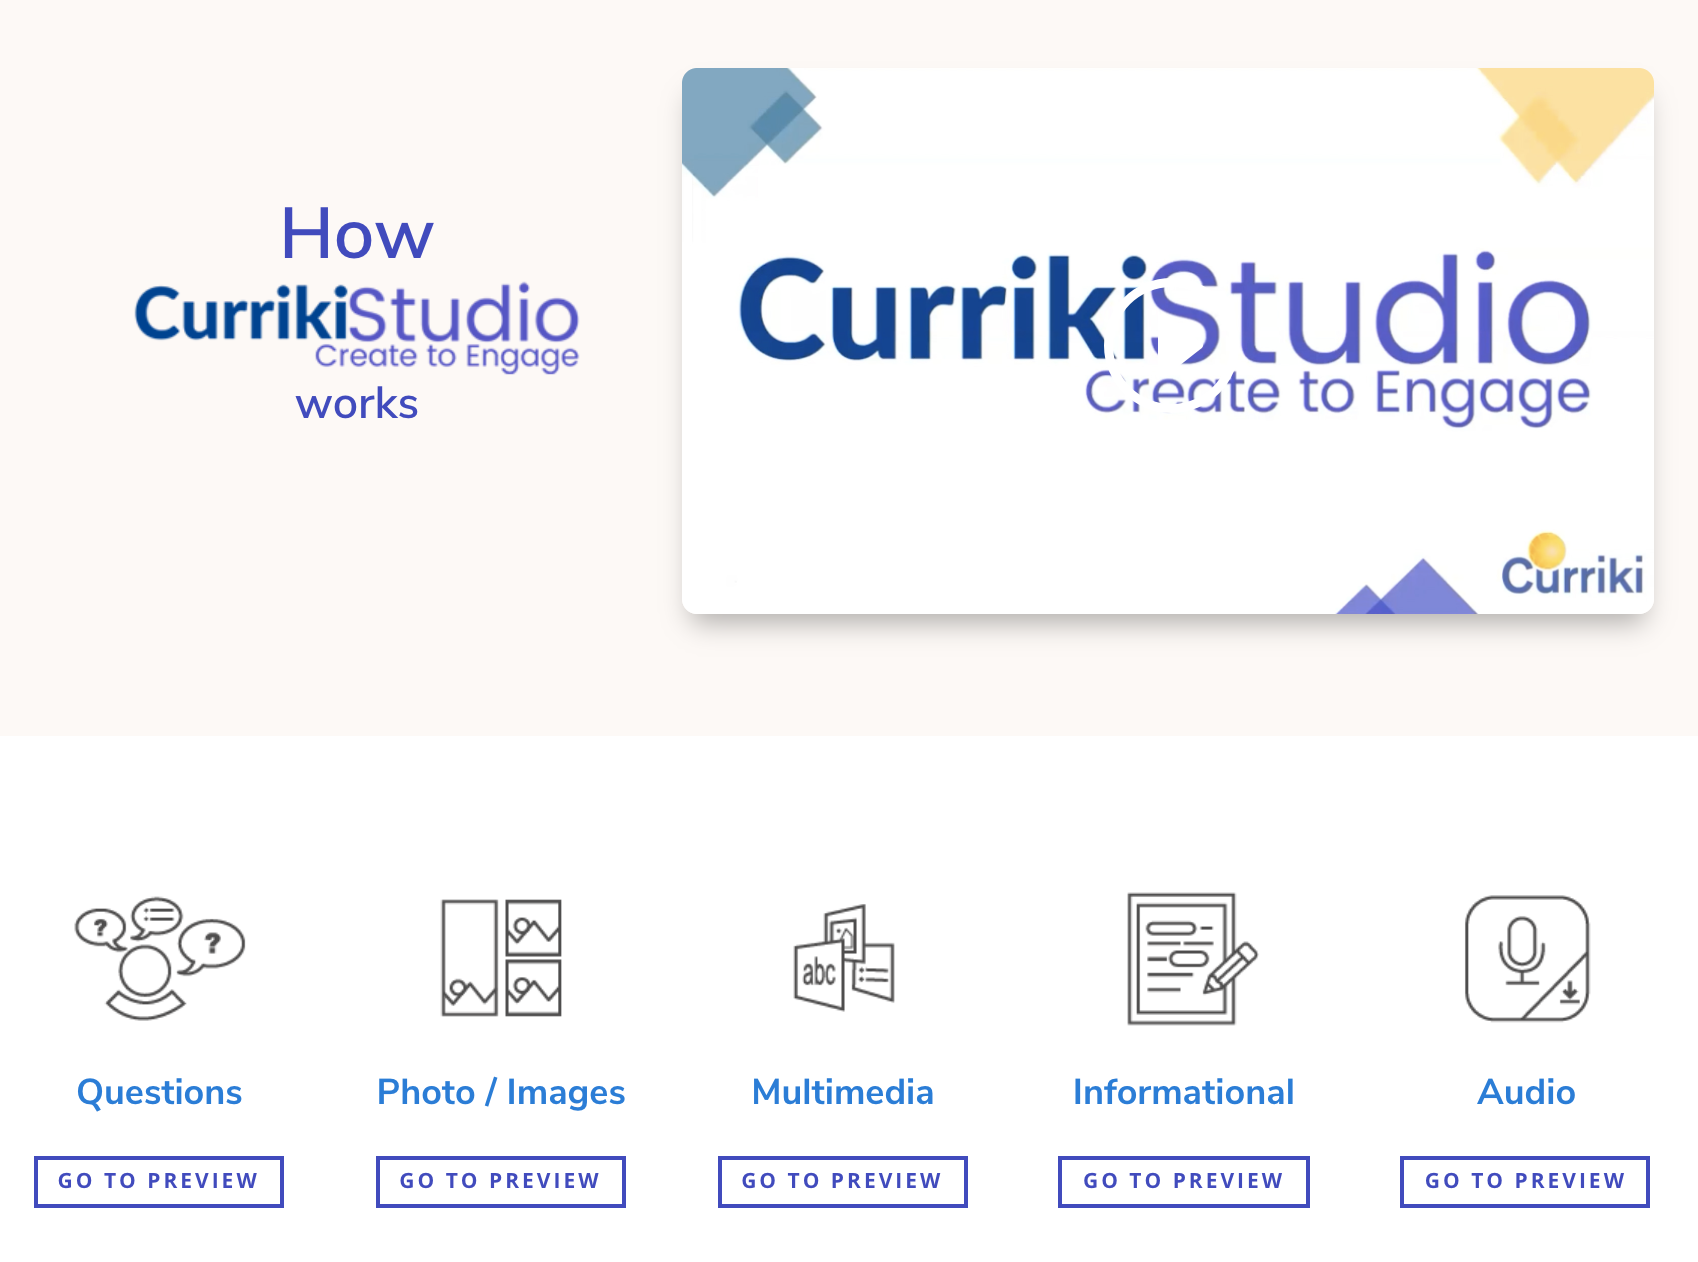 How
CurrikiStudio
Create to Engage
works
CurrikiStudio
Create to Engage
Curriki
?
?
abc
Questions
Photo / Images
Multimedia
Informational
Audio
GO TO PREVIEW
GO TO PREVIEW
GO TO PREVIEW
GO TO PREVIEW
GO TO PREVIEW